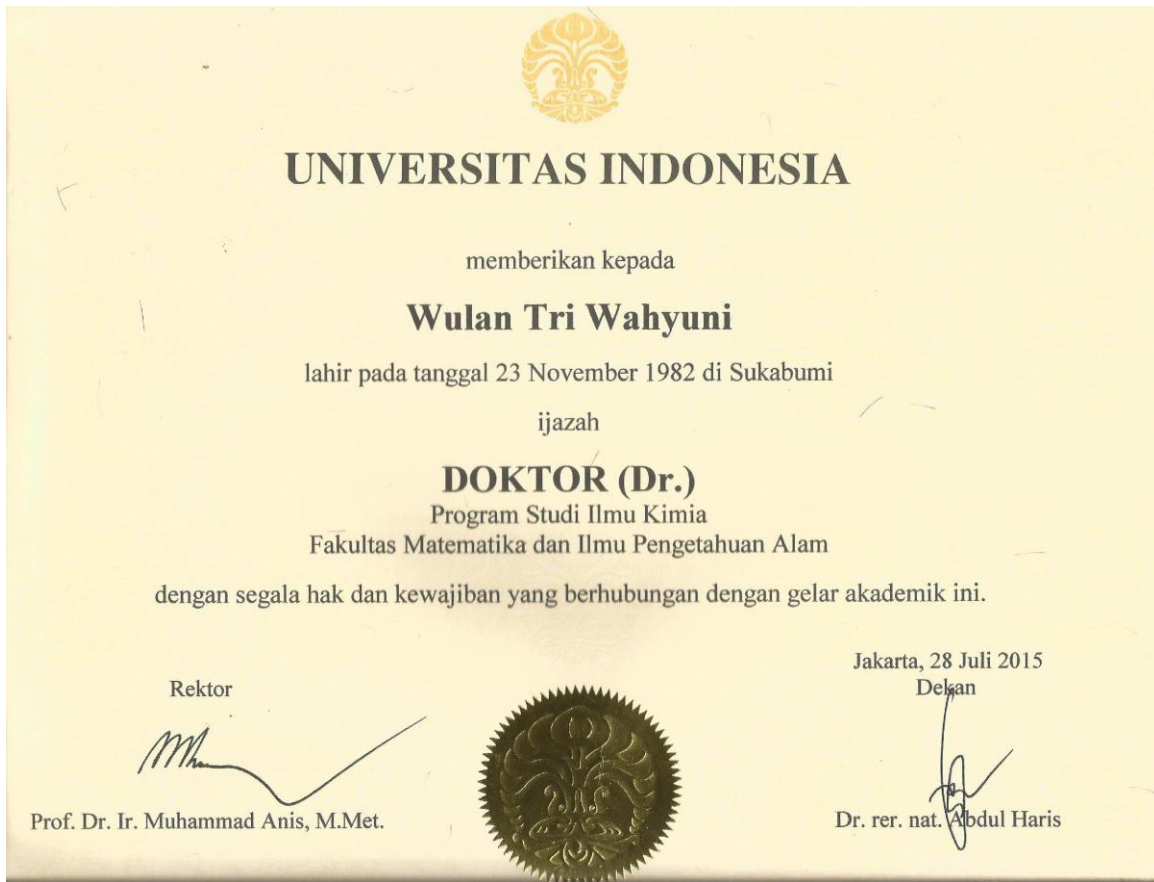 UNIVERSITAS INDONESIA
memberikan kepada
Wulan Tri Wahyuni
lahir pada tanggal 23 November 1982 di Sukabumi
ijazah
DOKTOR (Dr.)
Program Studi Ilmu Kimia
Fakultas Matematika dan Ilmu Pengetahuan Alam
dengan segala hak dan kewajiban yang berhubungan dengan gelar akademik ini.
Jakarta, 28 Juli 2015
Rektor
Dekan
Prof. Dr. Ir. Muhammad Anis, M.Met.
Dr. rer. nat. Abdul Haris